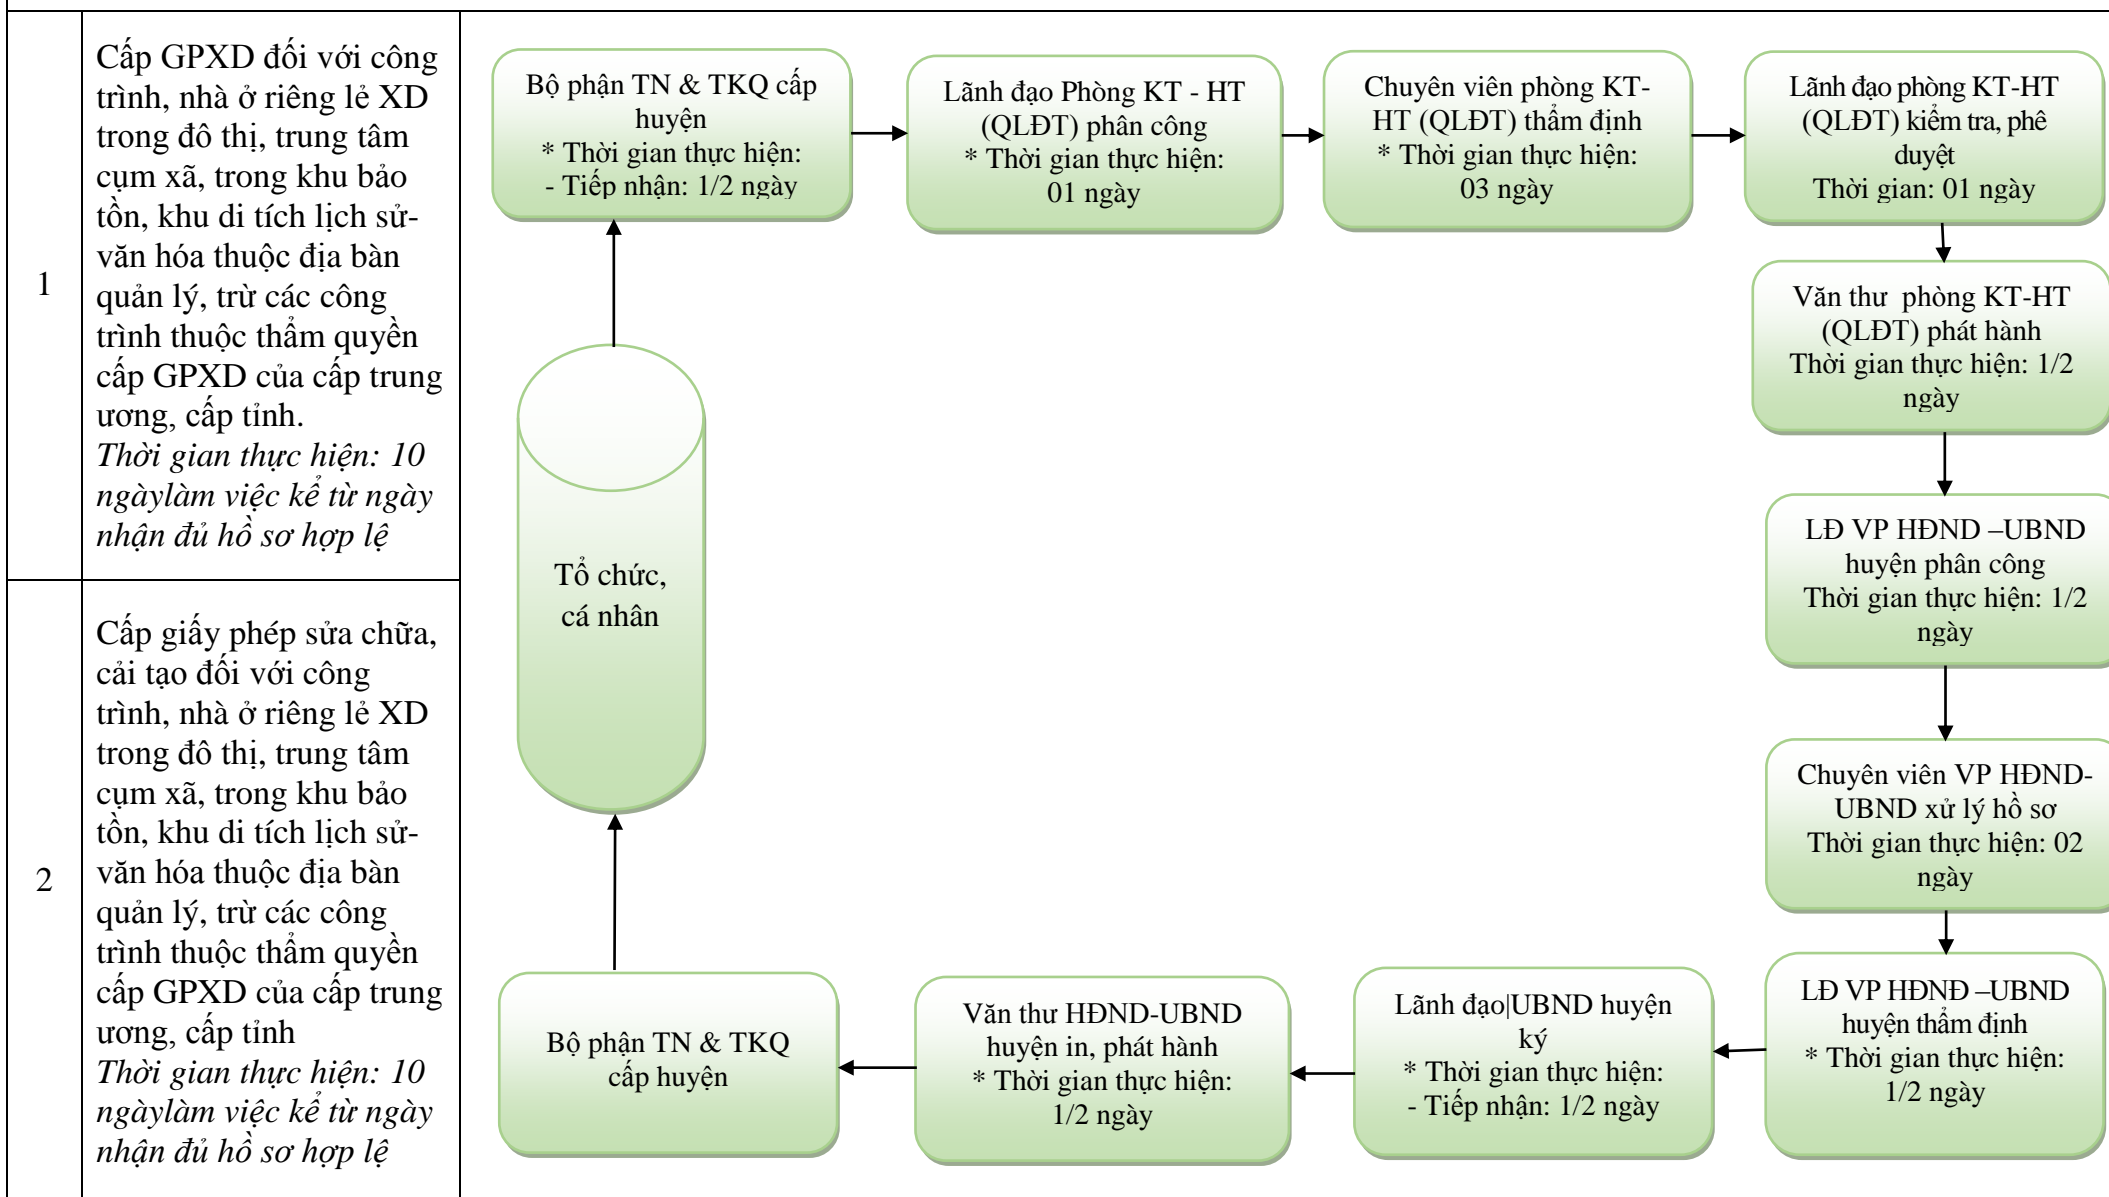 1
Cấp GPXD đối với công
trình, nhà ở riêng lẻ XD
trong đô thị, trung tâm
cụm xã, trong khu bảo
tồn, khu di tích lịch sử-
văn hóa thuộc địa bàn
quản lý, trừ các công
trình thuộc thẩm quyền
cấp GPXD của cấp trung
ương, cấp tỉnh.
Thời gian thực hiện: 10
ngàylàm việc kể từ ngày
nhận đủ hồ sơ hợp lệ
2
Cấp giấy phép sửa chữa,
cải tạo đối với công
trình, nhà ở riêng lẻ XD
trong đô thị, trung tâm
cụm xã, trong khu bảo
tồn, khu di tích lịch sử-
văn hóa thuộc địa bàn
quản lý, trừ các công
trình thuộc thẩm quyền
cấp GPXD của cấp trung
ương, cấp tỉnh
Thời gian thực hiện: 10
ngàylàm việc kể từ ngày
nhận đủ hồ sơ hợp lệ
Tổ chức,
cá nhân
Bộ phận TN & TKQ cấp
huyện
* Thời gian thực hiện:
- Tiếp nhận: 1/2 ngày
Lãnh đạo Phòng KT - HT
(QLĐT) phân công
* Thời gian thực hiện:
01 ngày
Chuyên viên phòng KT-
HT (QLĐT) thẩm định
* Thời gian thực hiện:
03 ngày
Lãnh đạo phòng KT-HT
(QLĐT) kiểm tra, phê
duyệt
Thời gian: 01 ngày
Văn thư  phòng KT-HT
(QLĐT) phát hành
Thời gian thực hiện: 1/2
ngày
LĐ VP HĐND –UBND
huyện phân công
Thời gian thực hiện: 1/2
ngày
Chuyên viên VP HĐND-
UBND xử lý hồ sơ
Thời gian thực hiện: 02
ngày
LĐ VP HĐNĐ –UBND
huyện thẩm định
* Thời gian thực hiện:
1/2 ngày
Lãnh đạo|UBND huyện
ký
* Thời gian thực hiện:
- Tiếp nhận: 1/2 ngày
Văn thư HĐND-UBND
huyện in, phát hành
* Thời gian thực hiện:
1/2 ngày
Bộ phận TN & TKQ
cấp huyện